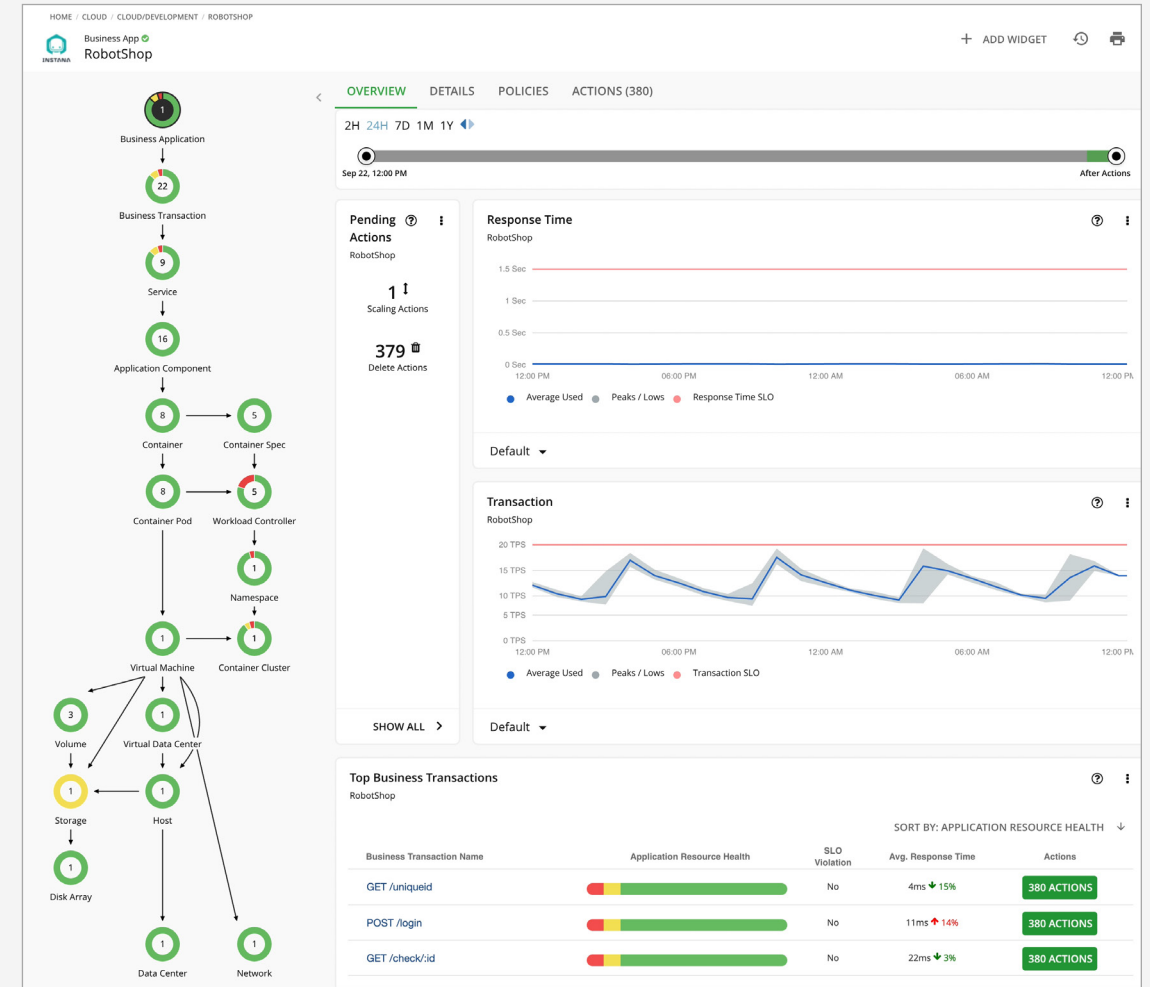 HOME / CLOUD / CLOUD/DEVELOPMENT / ROBOTSHOP
INSTANA
Business App
RobotShop
+ ADD WIDGET
1
Business Application
22
Business Transaction
9
Service
16
Application Component
8
5
Container
Container Spec
8
5
Container Pod
Workload Controller
1
Namespace
1
1
Virtual Machine
Container Cluster
3
1
Volume
Virtual Data Center
1
1
Storage
Host
1
Disk Array
1
1
Data Center
Network
OVERVIEW DETAILS POLICIES ACTIONS (380)
2H 24H 7D 1M 1Y
Sep 22, 12:00 PM
After Actions
Pending
Actions
RobotShop
1
Scaling Actions
379
Delete Actions
SHOW ALL >
Response Time
RobotShop
1.5 Sec
1 Sec
0.5 Sec
0 Sec
12:00 PM 06:00 PM 12:00 AM 06:00 AM 12:00 PM
Average Used Peaks / Lows Response Time SLO
Default
Transaction
RobotShop
20 TPS
15 TPS
10 TPS
5 TPS
0 TPS
12:00 PM 06:00 PM 12:00 AM 06:00 AM 12:00 PM
Average Used Peaks / Lows Transaction SLO
Default
Top Business Transactions
RobotShop
SORT BY: APPLICATION RESOURCE HEALTH
Business Transaction Name Application Resource Health SLO Violation Avg. Response Time Actions
GET /uniqueid No 4ms 15% 380 ACTIONS
POST /login No 11ms 14% 380 ACTIONS
GET /check/:id No 22ms 3% 380 ACTIONS